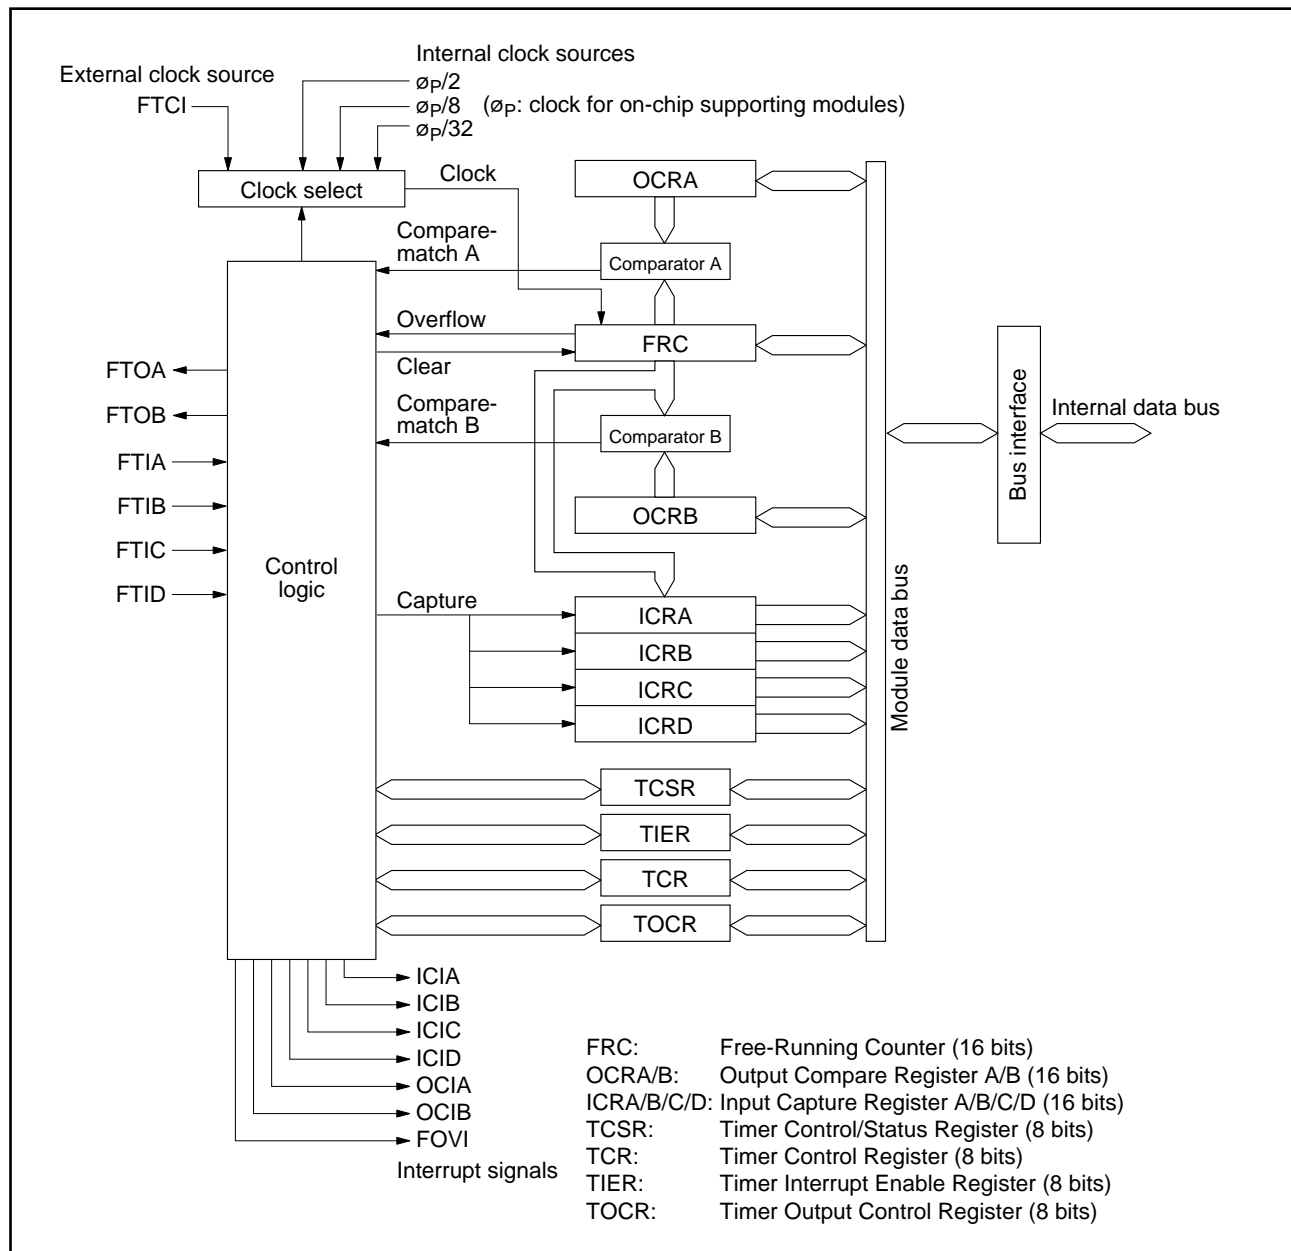 Internal clock sources
External clock source
øP/2
FTCI
øP/8 (øP: clock for on-chip supporting modules)
øP/32
Clock select
Clock
OCRA
Compare-
match A
Comparator A
Overflow
FRC
Clear
FTOA
FTOB
Compare-
match B
Comparator B
Bus interface
Internal data bus
FTIA
FTIB
OCRB
FTIC
FTID
Control
logic
Capture
ICRA
ICRB
ICRC
ICRD
Module data bus
TCSR
TIER
TCR
TOCR
ICIA
ICIB
ICIC
ICID
OCIA
OCIB
FOVI
Interrupt signals
FRC: Free-Running Counter (16 bits)
OCRA/B: Output Compare Register A/B (16 bits)
ICRA/B/C/D: Input Capture Register A/B/C/D (16 bits)
TCSR: Timer Control/Status Register (8 bits)
TCR: Timer Control Register (8 bits)
TIER: Timer Interrupt Enable Register (8 bits)
TOCR: Timer Output Control Register (8 bits)